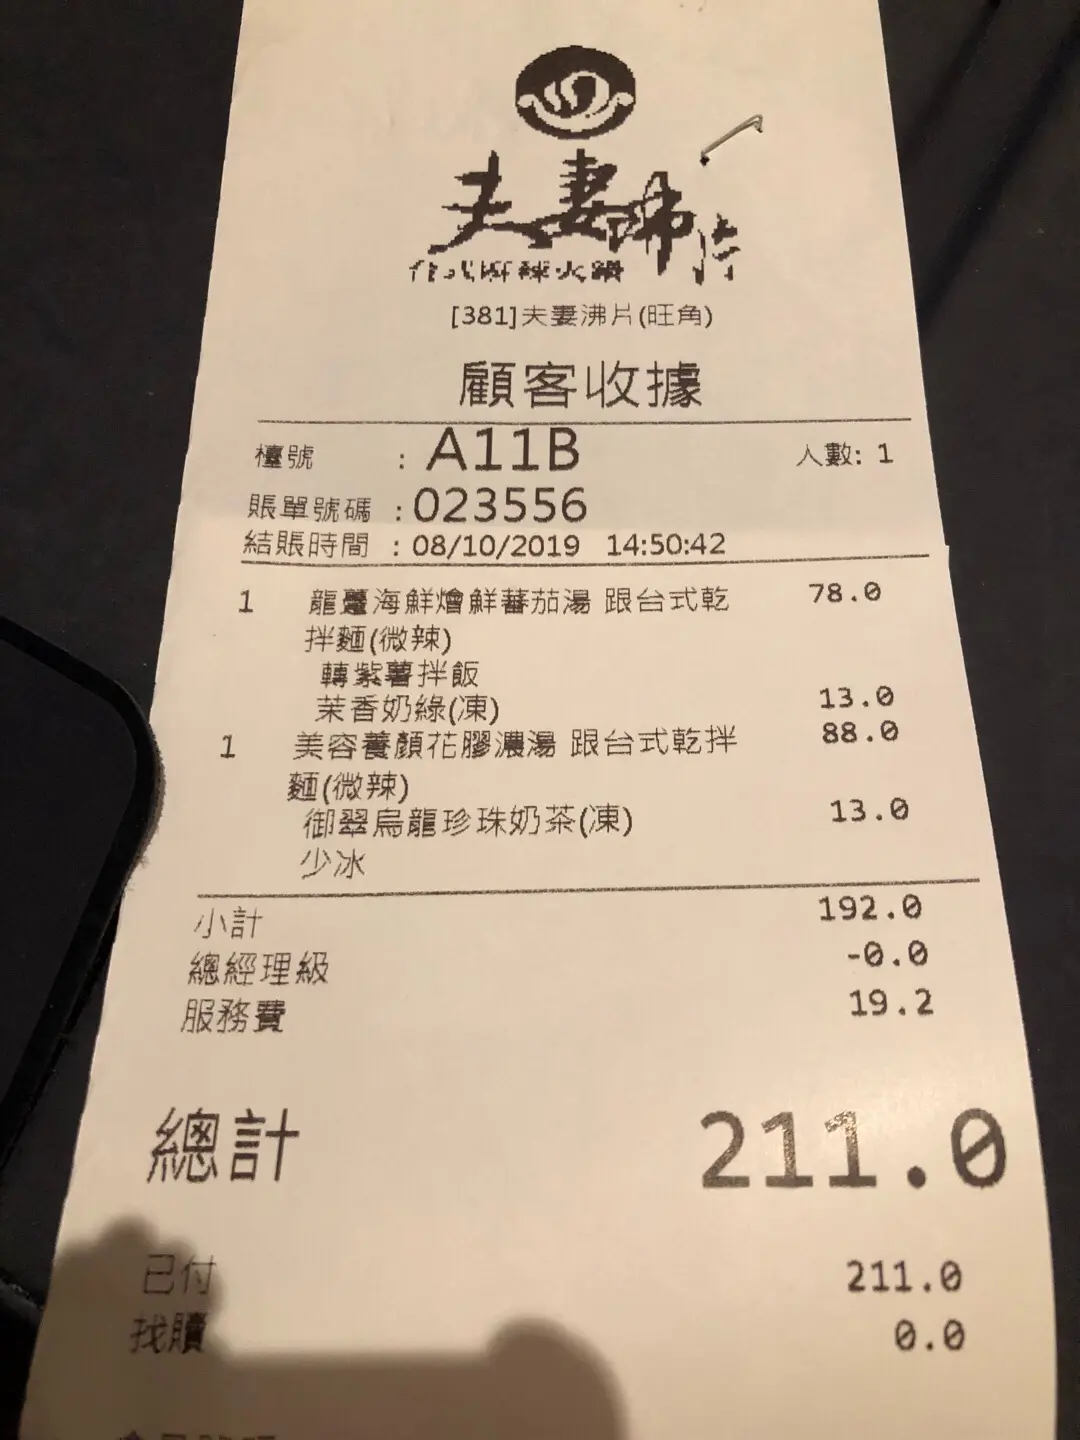 夫妻沸片
台式麻辣火鍋
[381]夫妻沸片(旺角)
顧客收據
檯號 : A11B 人數: 1
賬單號碼 : 023556
結賬時間 : 08/10/2019 14:50:42
1 龍躉海鮮燴鮮蕃茄湯 跟台式乾 78.0
拌麵(微辣)
轉紫薯拌飯
茉香奶綠(凍) 13.0
1 美容養顏花膠濃湯 跟台式乾拌 88.0
麵(微辣)
御翠烏龍珍珠奶茶(凍) 13.0
少冰
小計 192.0
總經理級 -0.0
服務費 19.2
總計 211.0
已付 211.0
找贖 0.0